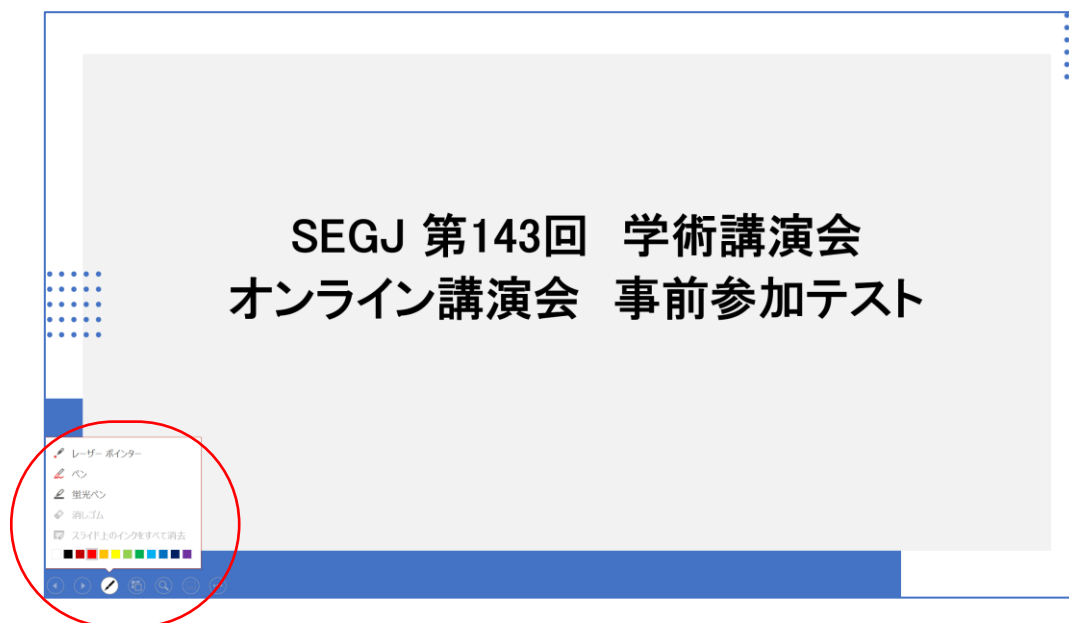 SEGJ 第143回　学術講演会
オンライン講演会　事前参加テスト
レーザー ポインター
ペン
蛍光ペン
消しゴム
スライド上のインクをすべて消去